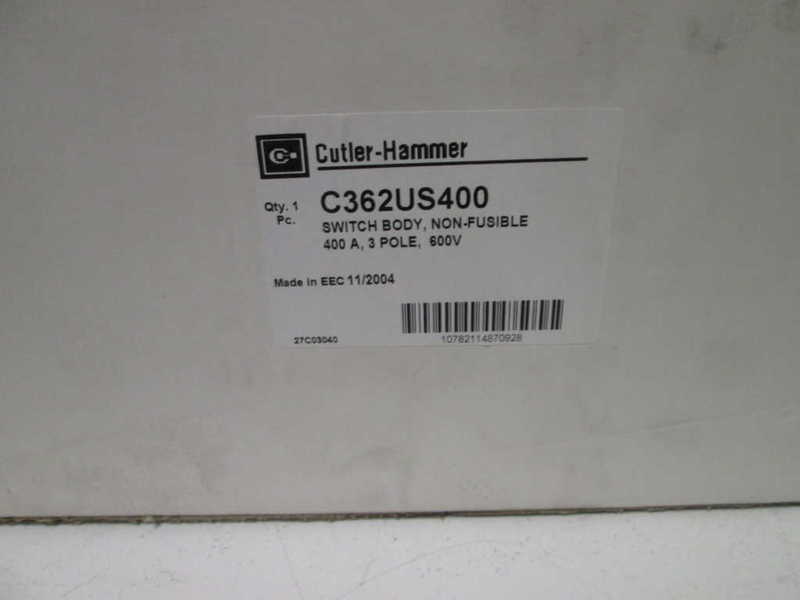 Cutler-Hammer
Qty. 1 Pc.
C362US400
SWITCH BODY, NON-FUSIBLE
400 A, 3 POLE, 600V
Made in EEC 11/2004
27C03040
10782114870928